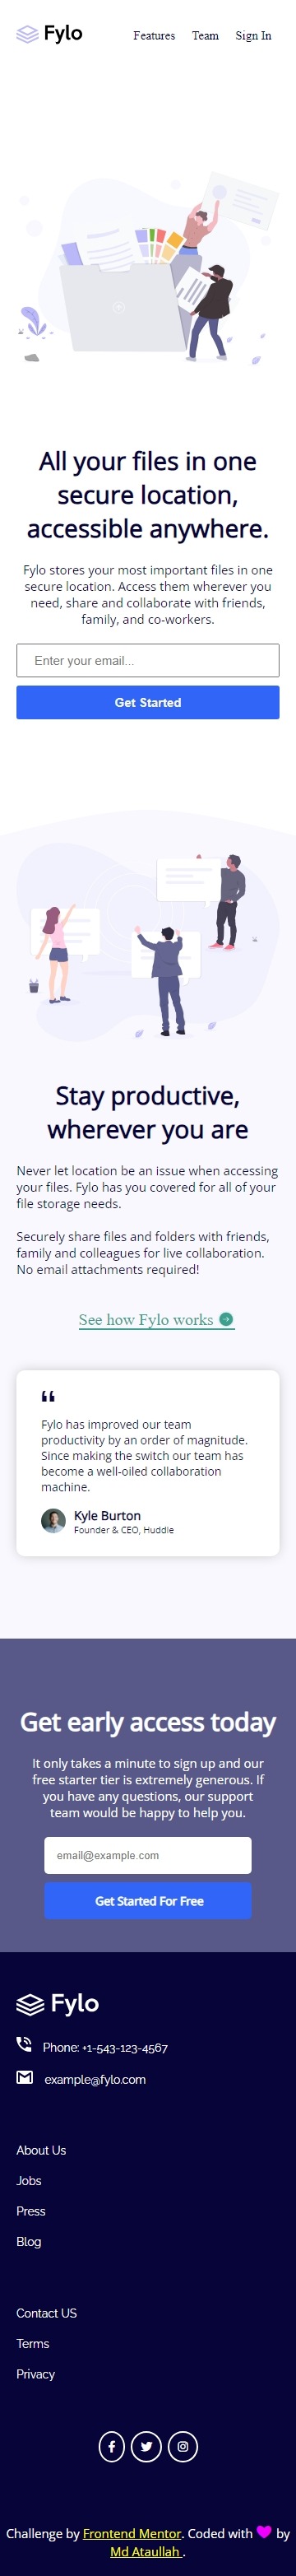 Fylo
Features Team Sign In
All your files in one
secure location,
accessible anywhere.
Fylo stores your most important files in one
secure location. Access them wherever you
need, share and collaborate with friends,
family, and co-workers.
Enter your email...
Get Started
Stay productive,
wherever you are
Never let location be an issue when accessing
your files. Fylo has you covered for all of your
file storage needs.
Securely share files and folders with friends,
family and colleagues for live collaboration.
No email attachments required!
See how Fylo works
“
Fylo has improved our team
productivity by an order of magnitude.
Since making the switch our team has
become a well-oiled collaboration
machine.
Kyle Burton
Founder & CEO, Huddle
Get early access today
It only takes a minute to sign up and our
free starter tier is extremely generous. If
you have any questions, our support
team would be happy to help you.
email@example.com
Get Started For Free
Fylo
Phone: +1-543-123-4567
example@fylo.com
About Us
Jobs
Press
Blog
Contact US
Terms
Privacy
Challenge by Frontend Mentor. Coded with by
Md Ataullah .